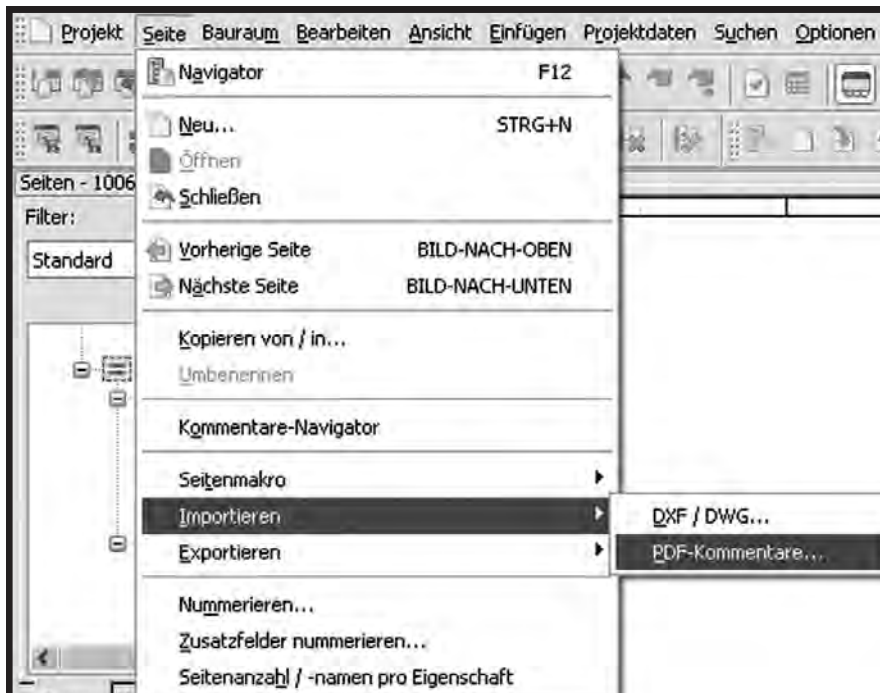 Projekt Seite Bauraum Bearbeiten Ansicht Einfügen Projektdaten Suchen Optionen
Navigator F12
Neu... STRG+N
Öffnen
Seiten - 1006
Schließen
Filter:
Standard
Vorherige Seite BILD-NACH-OBEN
Nächste Seite BILD-NACH-UNTEN
Kopieren von / in...
Umbenennen
Kommentare-Navigator
Seitenmakro
Importieren
DXF / DWG...
Exportieren
PDF-Kommentare...
Nummerieren...
Zusatzfelder nummerieren...
Seitenanzahl / -namen pro Eigenschaft